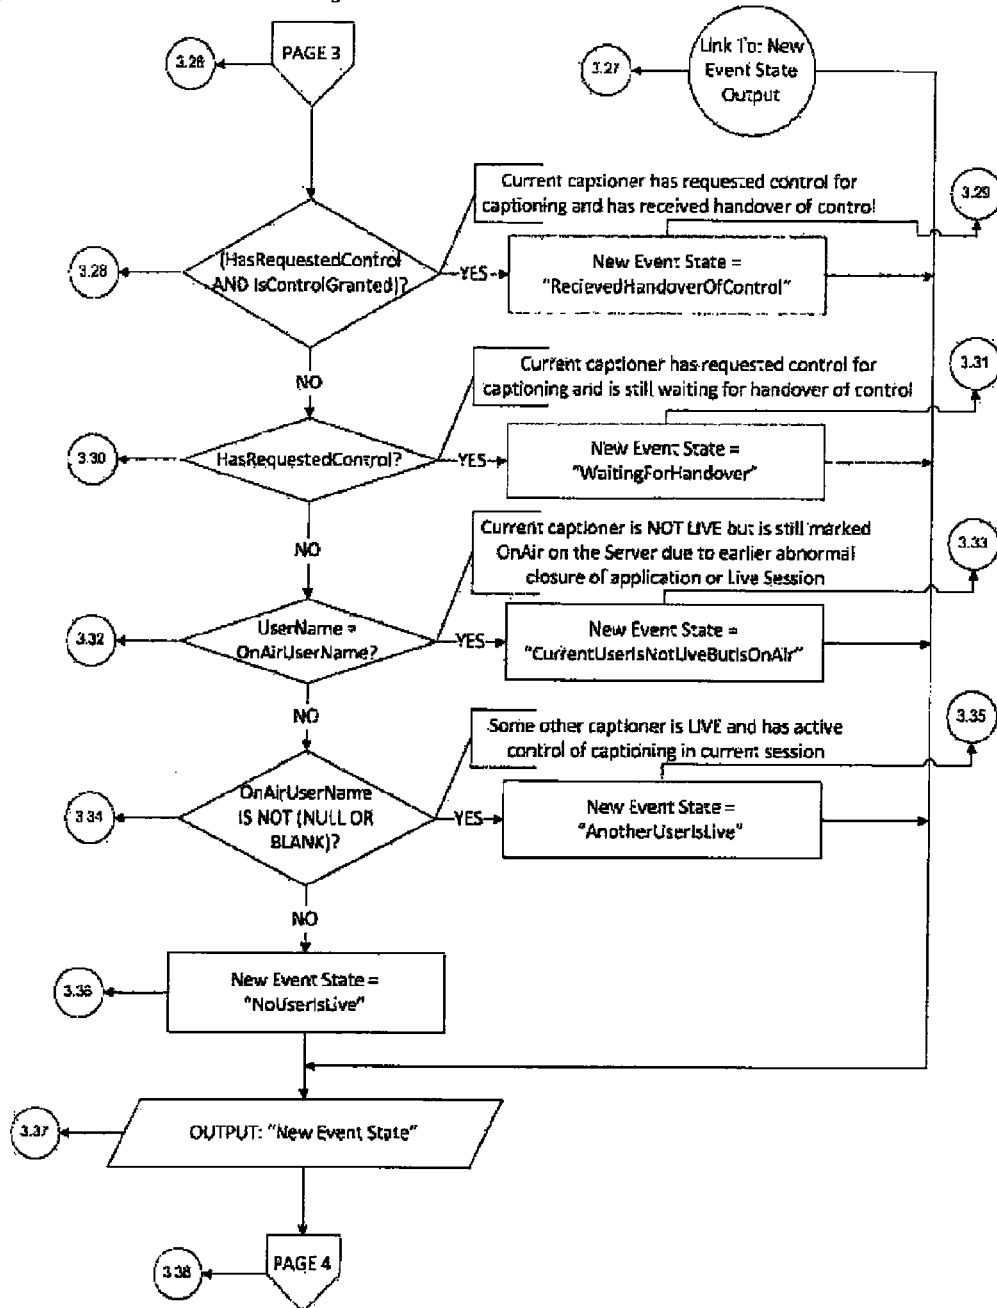 PAGE 3
3.26
Link To: New
Event State
Output
3.27
Current captioner has requested control for
captioning and has received handover of control
3.29
(HasRequestedControl
AND IsControlGranted)?
3.28
YES
New Event State =
"RecievedHandoverOfControl"
NO
Current captioner has requested control for
captioning and is still waiting for handover of control
3.31
HasRequestedControl?
3.30
YES
New Event State =
"WaitingForHandover"
NO
Current captioner is NOT LIVE but is still marked
OnAir on the Server due to earlier abnormal
closure of application or Live Session
3.33
UserName =
OnAirUserName?
3.32
YES
New Event State =
"CurrentUserIsNotLiveButIsOnAir"
NO
Some other captioner is LIVE and has active
control of captioning in current session
3.35
OnAirUserName
IS NOT (NULL OR
BLANK)?
3.34
YES
New Event State =
"AnotherUserIsLive"
NO
New Event State =
"NoUserIsLive"
3.36
OUTPUT: "New Event State"
3.37
PAGE 4
3.38